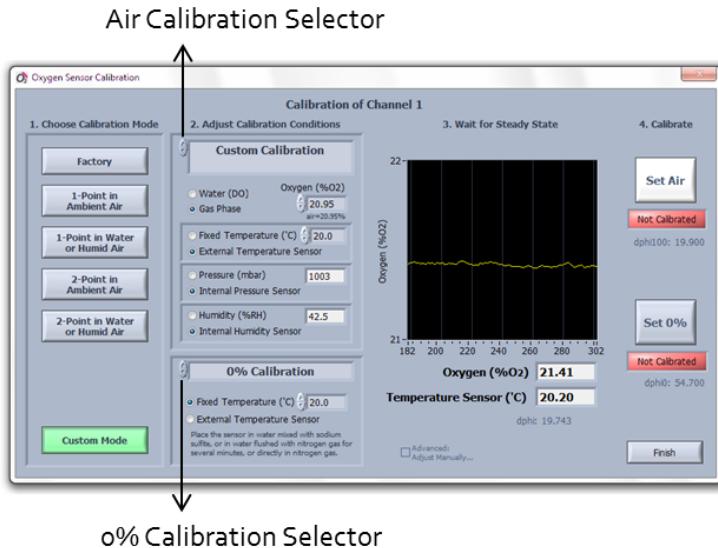 Air Calibration Selector
Oxygen Sensor Calibration
Calibration of Channel 1
1. Choose Calibration Mode
2. Adjust Calibration Conditions
3. Wait for Steady State
4. Calibrate
Factory
1-Point in
Ambient Air
1-Point in Water
or Humid Air
2-Point in
Ambient Air
2-Point in Water
or Humid Air
Custom Mode
Custom Calibration
Water (DO)
Gas Phase
Oxygen (%O2)
20.95
air=20.95%
Fixed Temperature (°C) 20.0
External Temperature Sensor
Pressure (mbar) 1003
Internal Pressure Sensor
Humidity (%RH) 42.5
Internal Humidity Sensor
0% Calibration
Fixed Temperature (°C) 20.0
External Temperature Sensor
Place the sensor in water mixed with sodium
sulfite, or in water flushed with nitrogen gas for
several minutes, or directly in nitrogen gas.
22
Oxygen (%O2)
21
182 200 220 240 260 280 302
Oxygen (%O2) 21.41
Temperature Sensor (°C) 20.20
dphi: 19.743
Advanced:
Adjust Manually...
Set Air
Not Calibrated
dphi100: 19.900
Set 0%
Not Calibrated
dphi0: 54.700
Finish
0% Calibration Selector